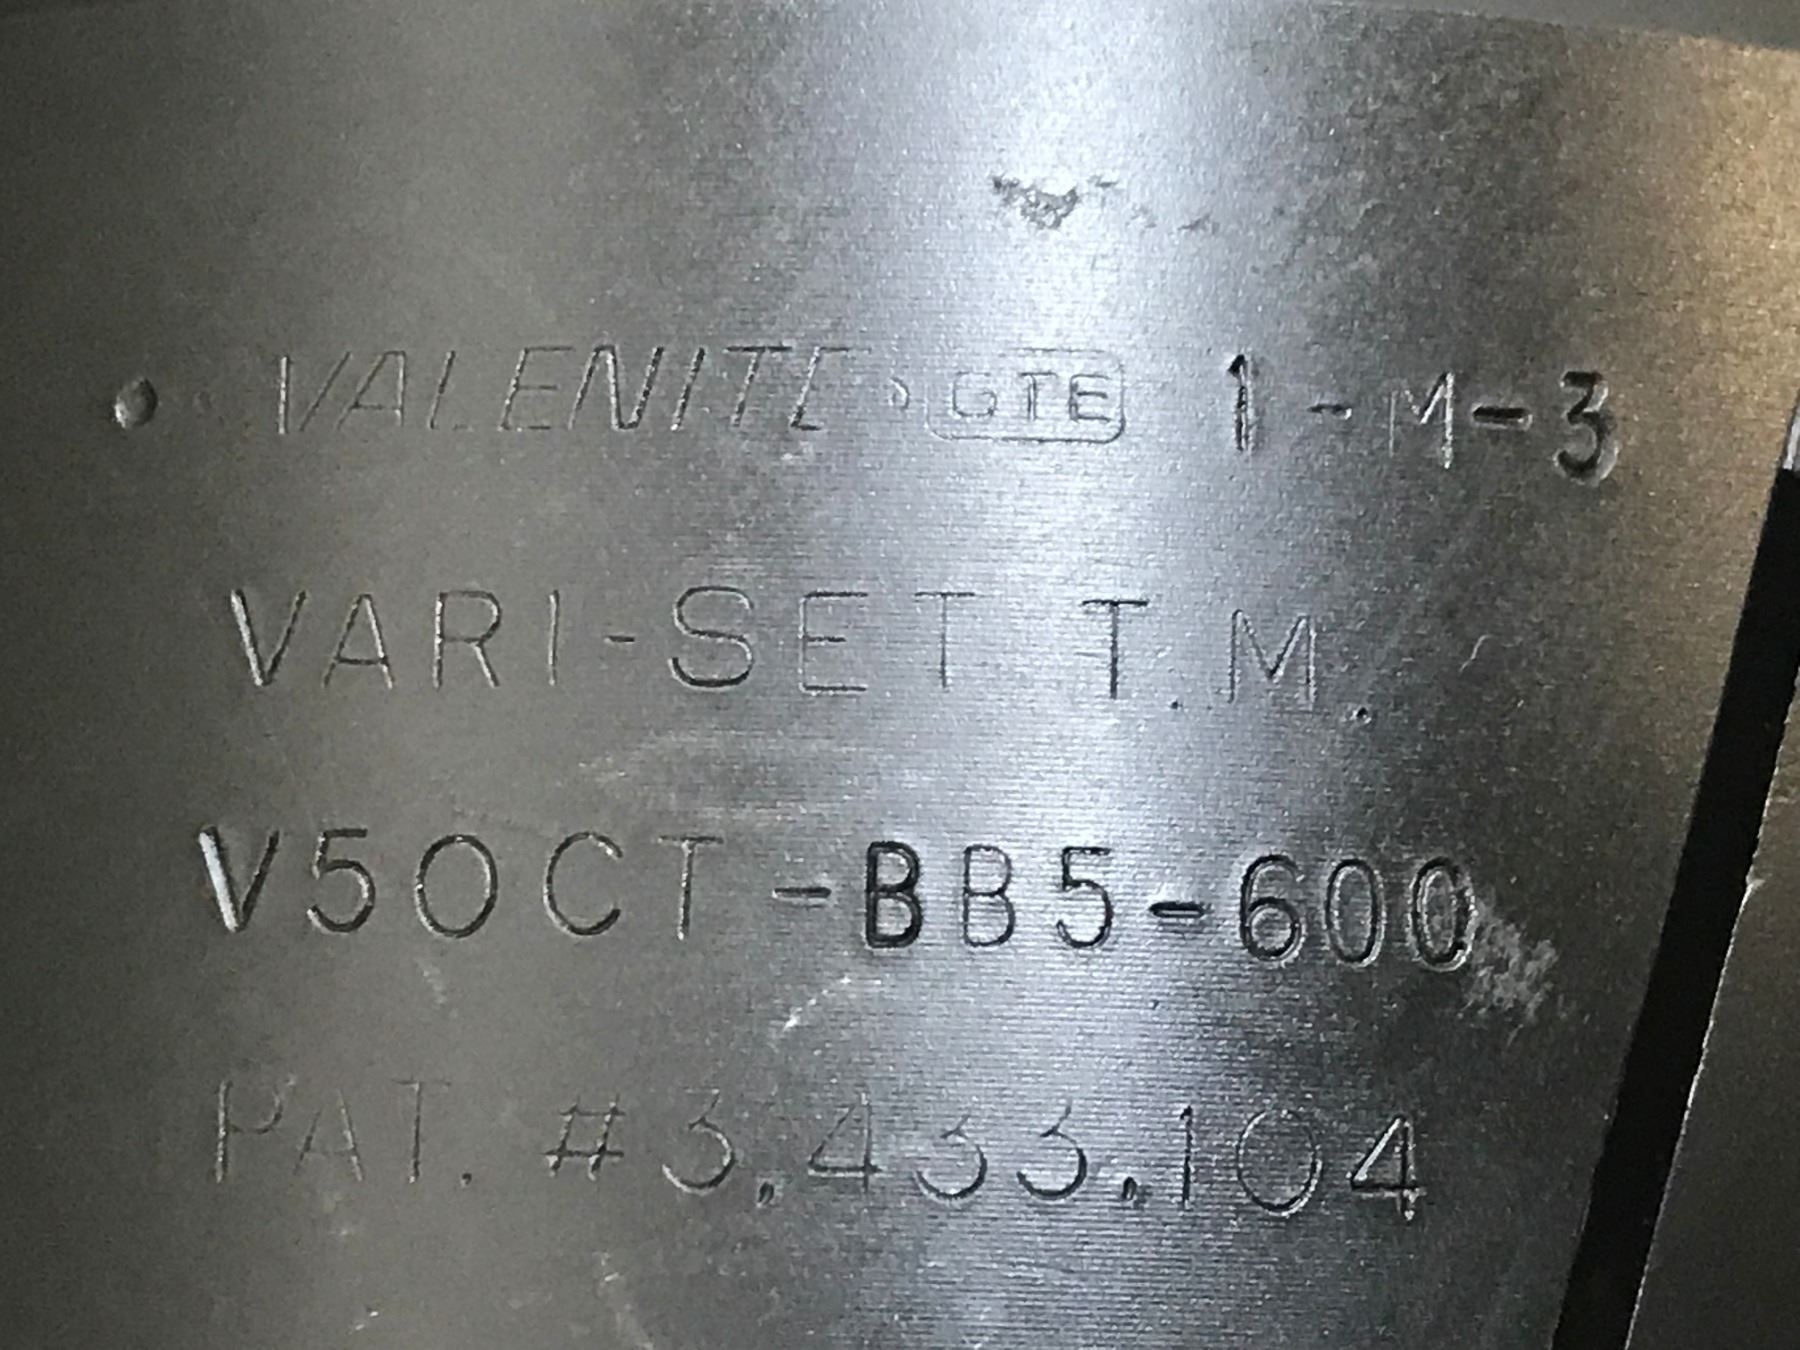 VALENITE GTE 1-M-3
VARI-SET T.M.
V50CT-BB5-600
PAT. #3,433,104